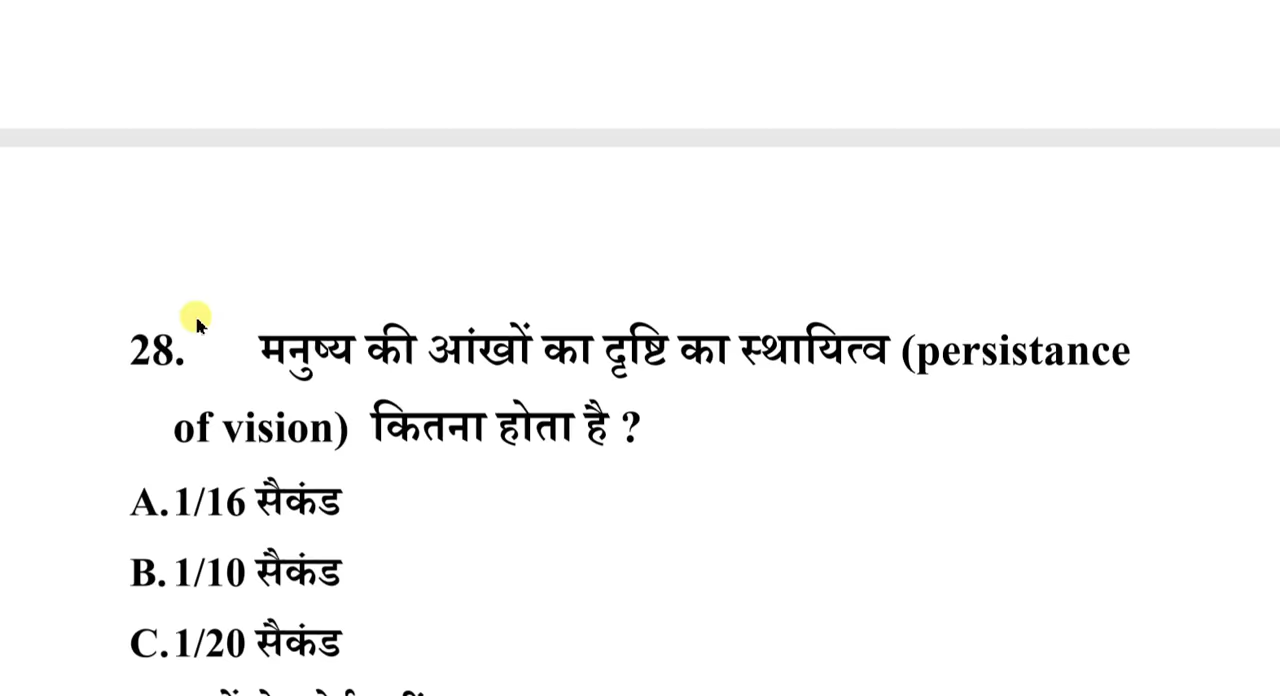 28. मनुष्य की आंखों का दृष्टि का स्थायित्व (persistance
of vision) कितना होता है ?
A. 1/16 सैकंड
B. 1/10 सैकंड
C. 1/20 सैकंड